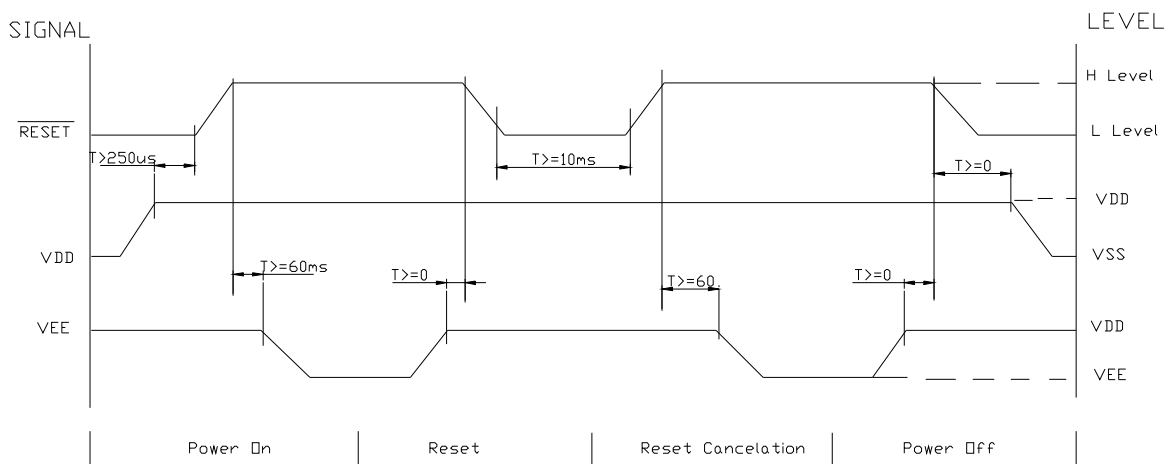 SIGNAL
LEVEL
H Level
RESET
L Level
T>250us
T>=10ms
T>=0
VDD
VDD
VSS
T>=60ms
T>=0
T>=60.
T>=0
VEE
VDD
VEE
Power On
Reset
Reset Cancelation
Power Off